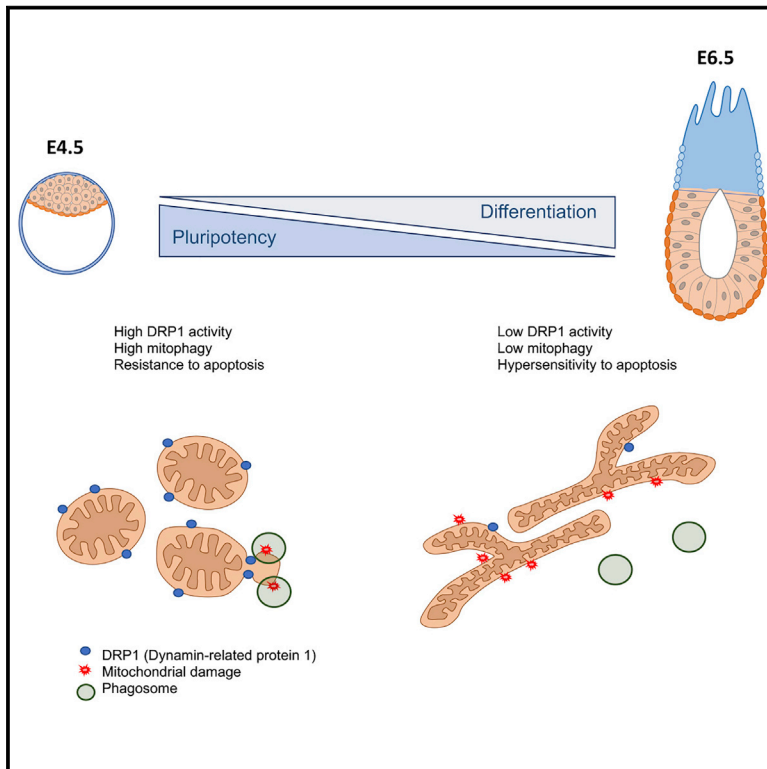 E4.5
E6.5
Differentiation
Pluripotency
High DRP1 activity
High mitophagy
Resistance to apoptosis
Low DRP1 activity
Low mitophagy
Hypersensitivity to apoptosis
DRP1 (Dynamin-related protein 1)
Mitochondrial damage
Phagosome